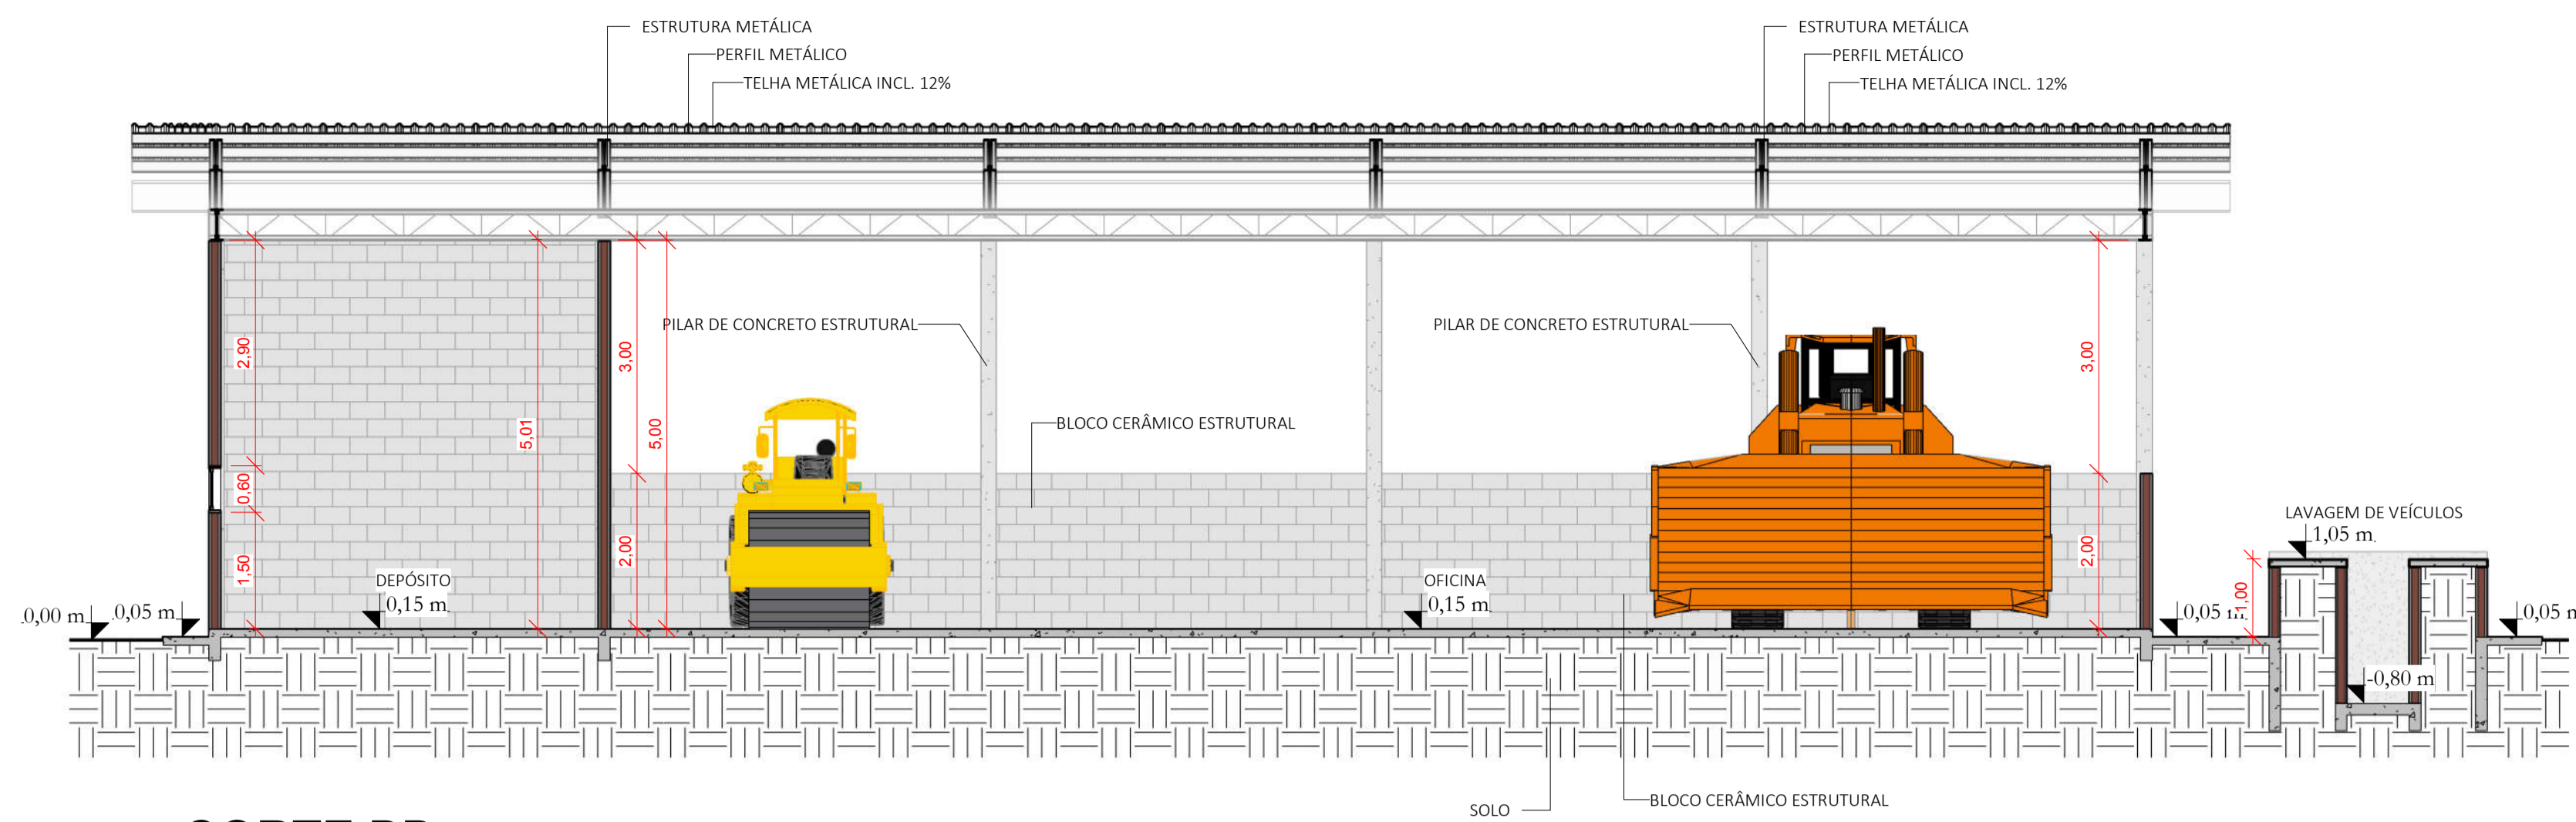 ESTRUTURA METÁLICA
PERFIL METÁLICO
TELHA METÁLICA INCL. 12%
ESTRUTURA METÁLICA
PERFIL METÁLICO
TELHA METÁLICA INCL. 12%
PILAR DE CONCRETO ESTRUTURAL
PILAR DE CONCRETO ESTRUTURAL
2,90
3,00
3,00
5,01
5,00
BLOCO CERÂMICO ESTRUTURAL
0,60
1,50
2,00
2,00
LAVAGEM DE VEÍCULOS
1,05 m
DEPÓSITO
0,15 m
OFICINA
0,15 m
0,00 m
0,05 m
0,05 m
1,00
0,05 m
-0,80 m
BLOCO CERÂMICO ESTRUTURAL
SOLO